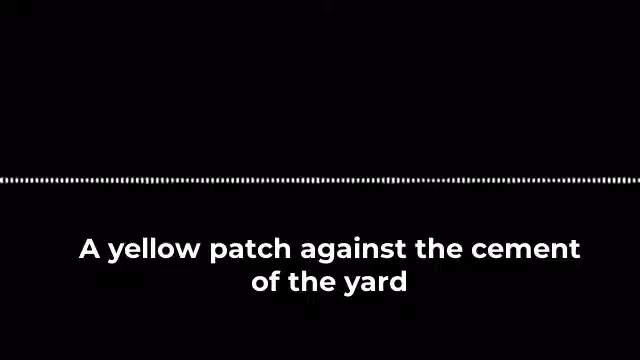 A yellow patch against the cement
of the yard